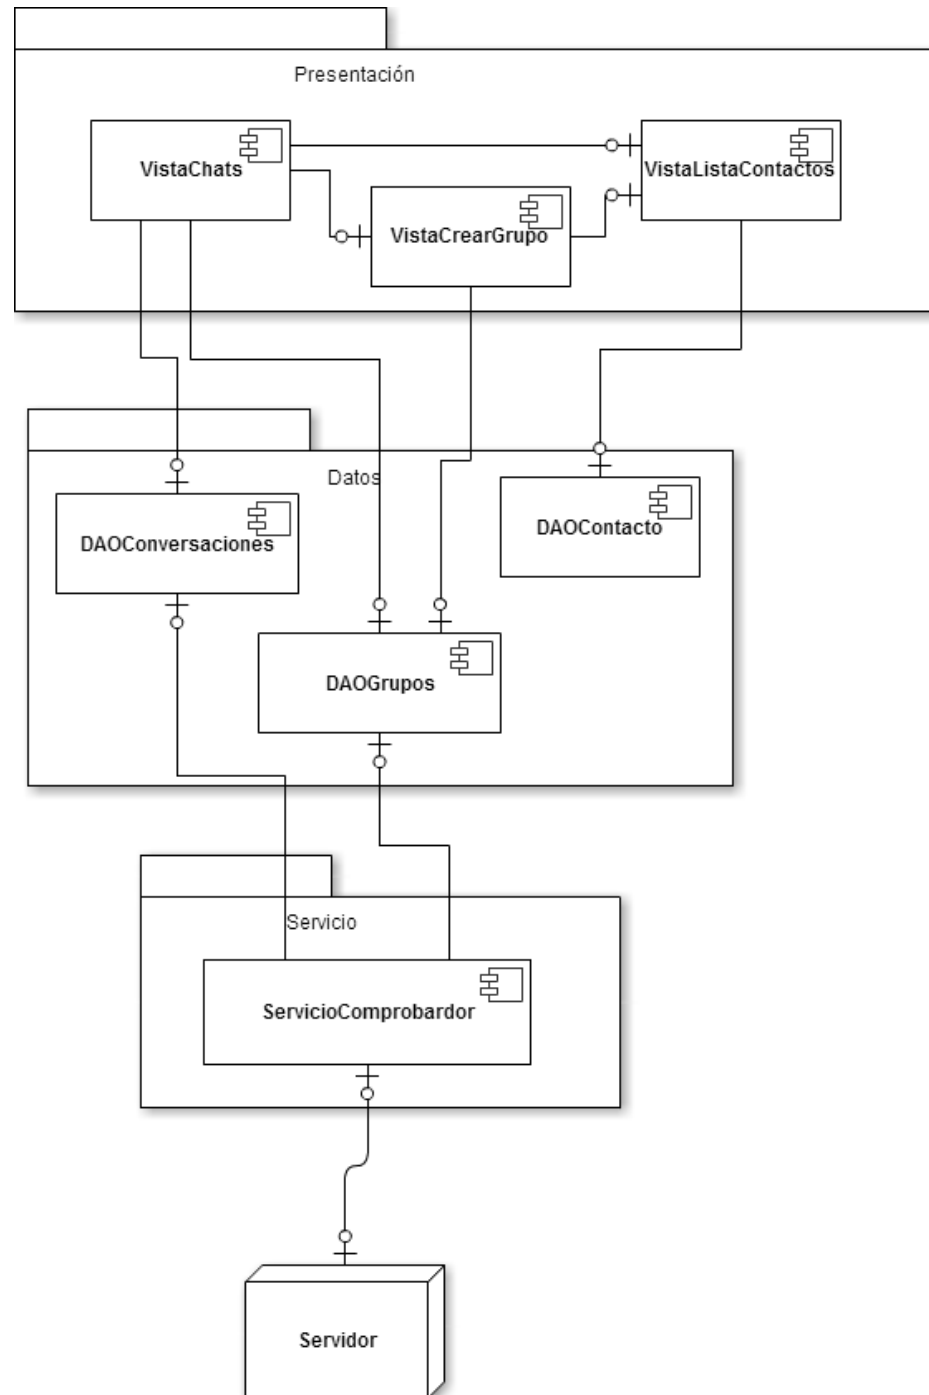 Presentación
VistaChats
VistaListaContactos
VistaCrearGrupo
Datos
DAOConversaciones
DAOContacto
DAOGrupos
Servicio
ServicioComprobardor
Servidor